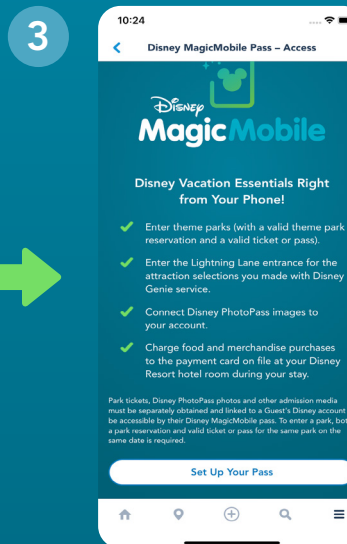 3
10:24
Disney MagicMobile Pass – Access
Disney
MagicMobile
Disney Vacation Essentials Right
from Your Phone!
Enter theme parks (with a valid theme park
reservation and a valid ticket or pass).
Enter the Lightning Lane entrance for the
attraction selections you made with Disney
Genie service.
Connect Disney PhotoPass images to
your account.
Charge food and merchandise purchases
to the payment card on file at your Disney
Resort hotel room during your stay.
Park tickets, Disney PhotoPass photos and other admission media
must be separately obtained and linked to a Guest's Disney account
be accessible by their Disney MagicMobile pass. To enter a park, bot
a park reservation and valid ticket or pass for the same park on the
same date is required.
Set Up Your Pass